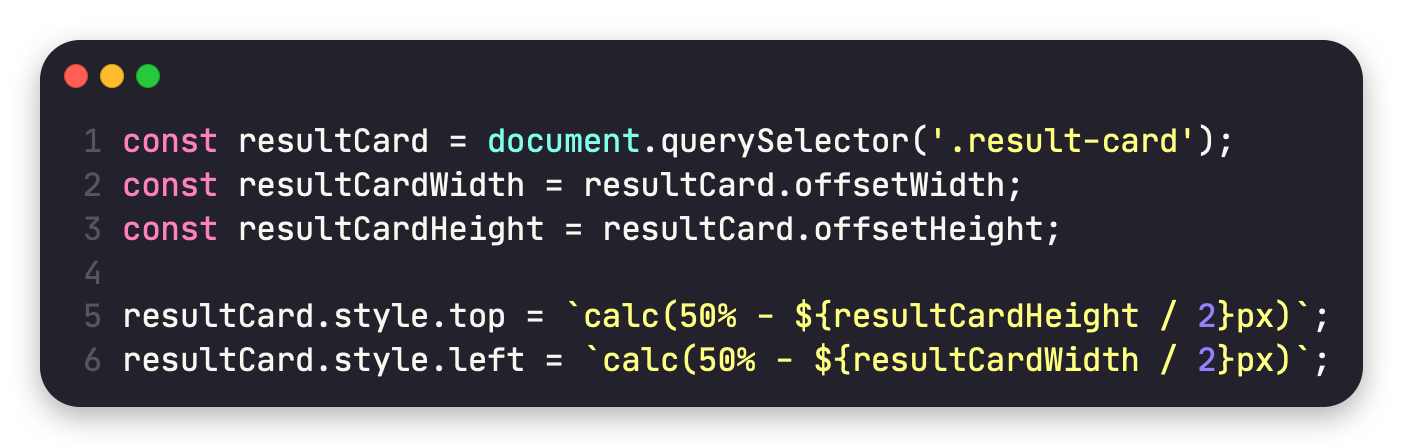 1 const resultCard = document.querySelector('.result-card');
2 const resultCardWidth = resultCard.offsetWidth;
3 const resultCardHeight = resultCard.offsetHeight;
4
5 resultCard.style.top = `calc(50% - ${resultCardHeight / 2}px)`;
6 resultCard.style.left = `calc(50% - ${resultCardWidth / 2}px)`;